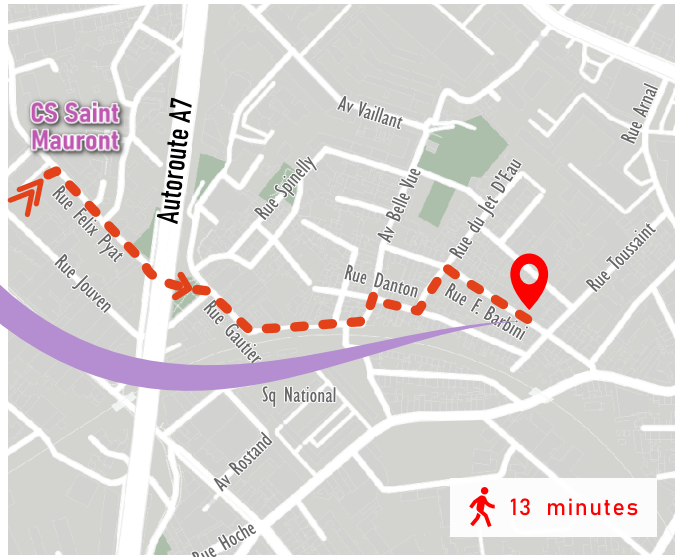 CS Saint
Mauront
Autoroute A7
Av Vaillant
Rue Arnal
Rue Spinelly
Av Belle Vue
Rue du Jet D'Eau
Rue Felix Pyat
Rue Jouven
Rue Toussaint
Rue Danton
Rue F. Barbini
Rue Gautier
Sq National
Av Rostand
Rue Hoche
13 minutes